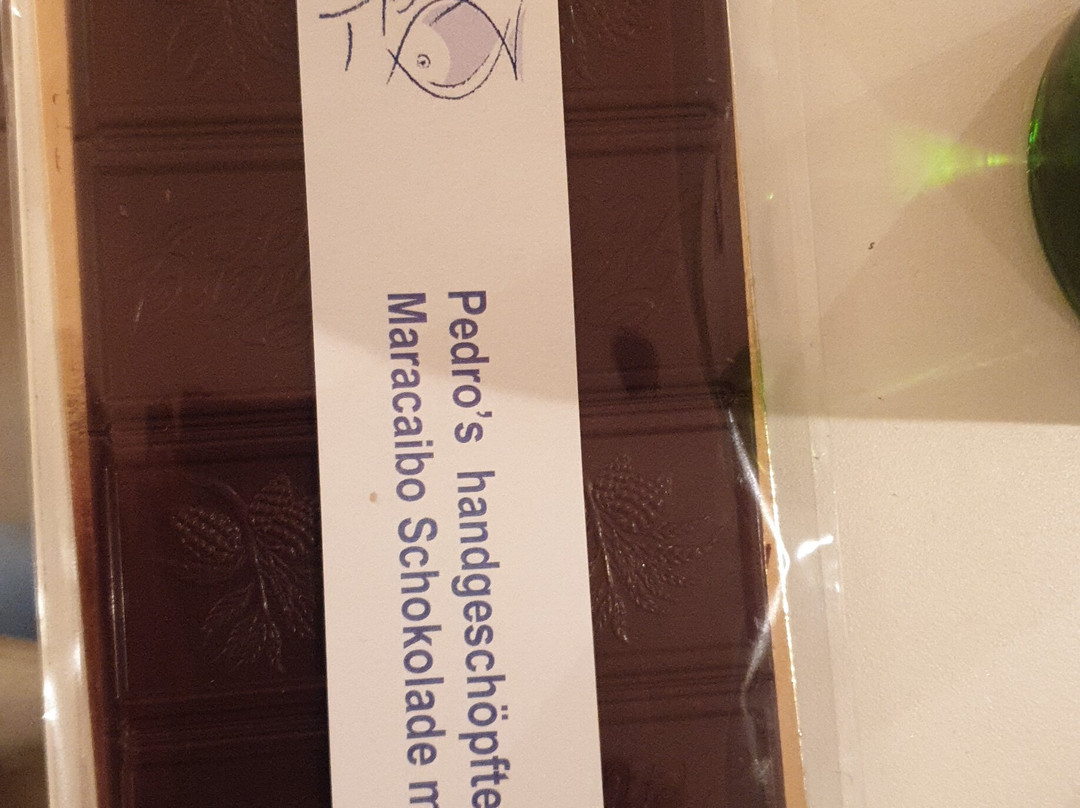 Pedro's handgeschöpfte
Maracaibo Schokolade m